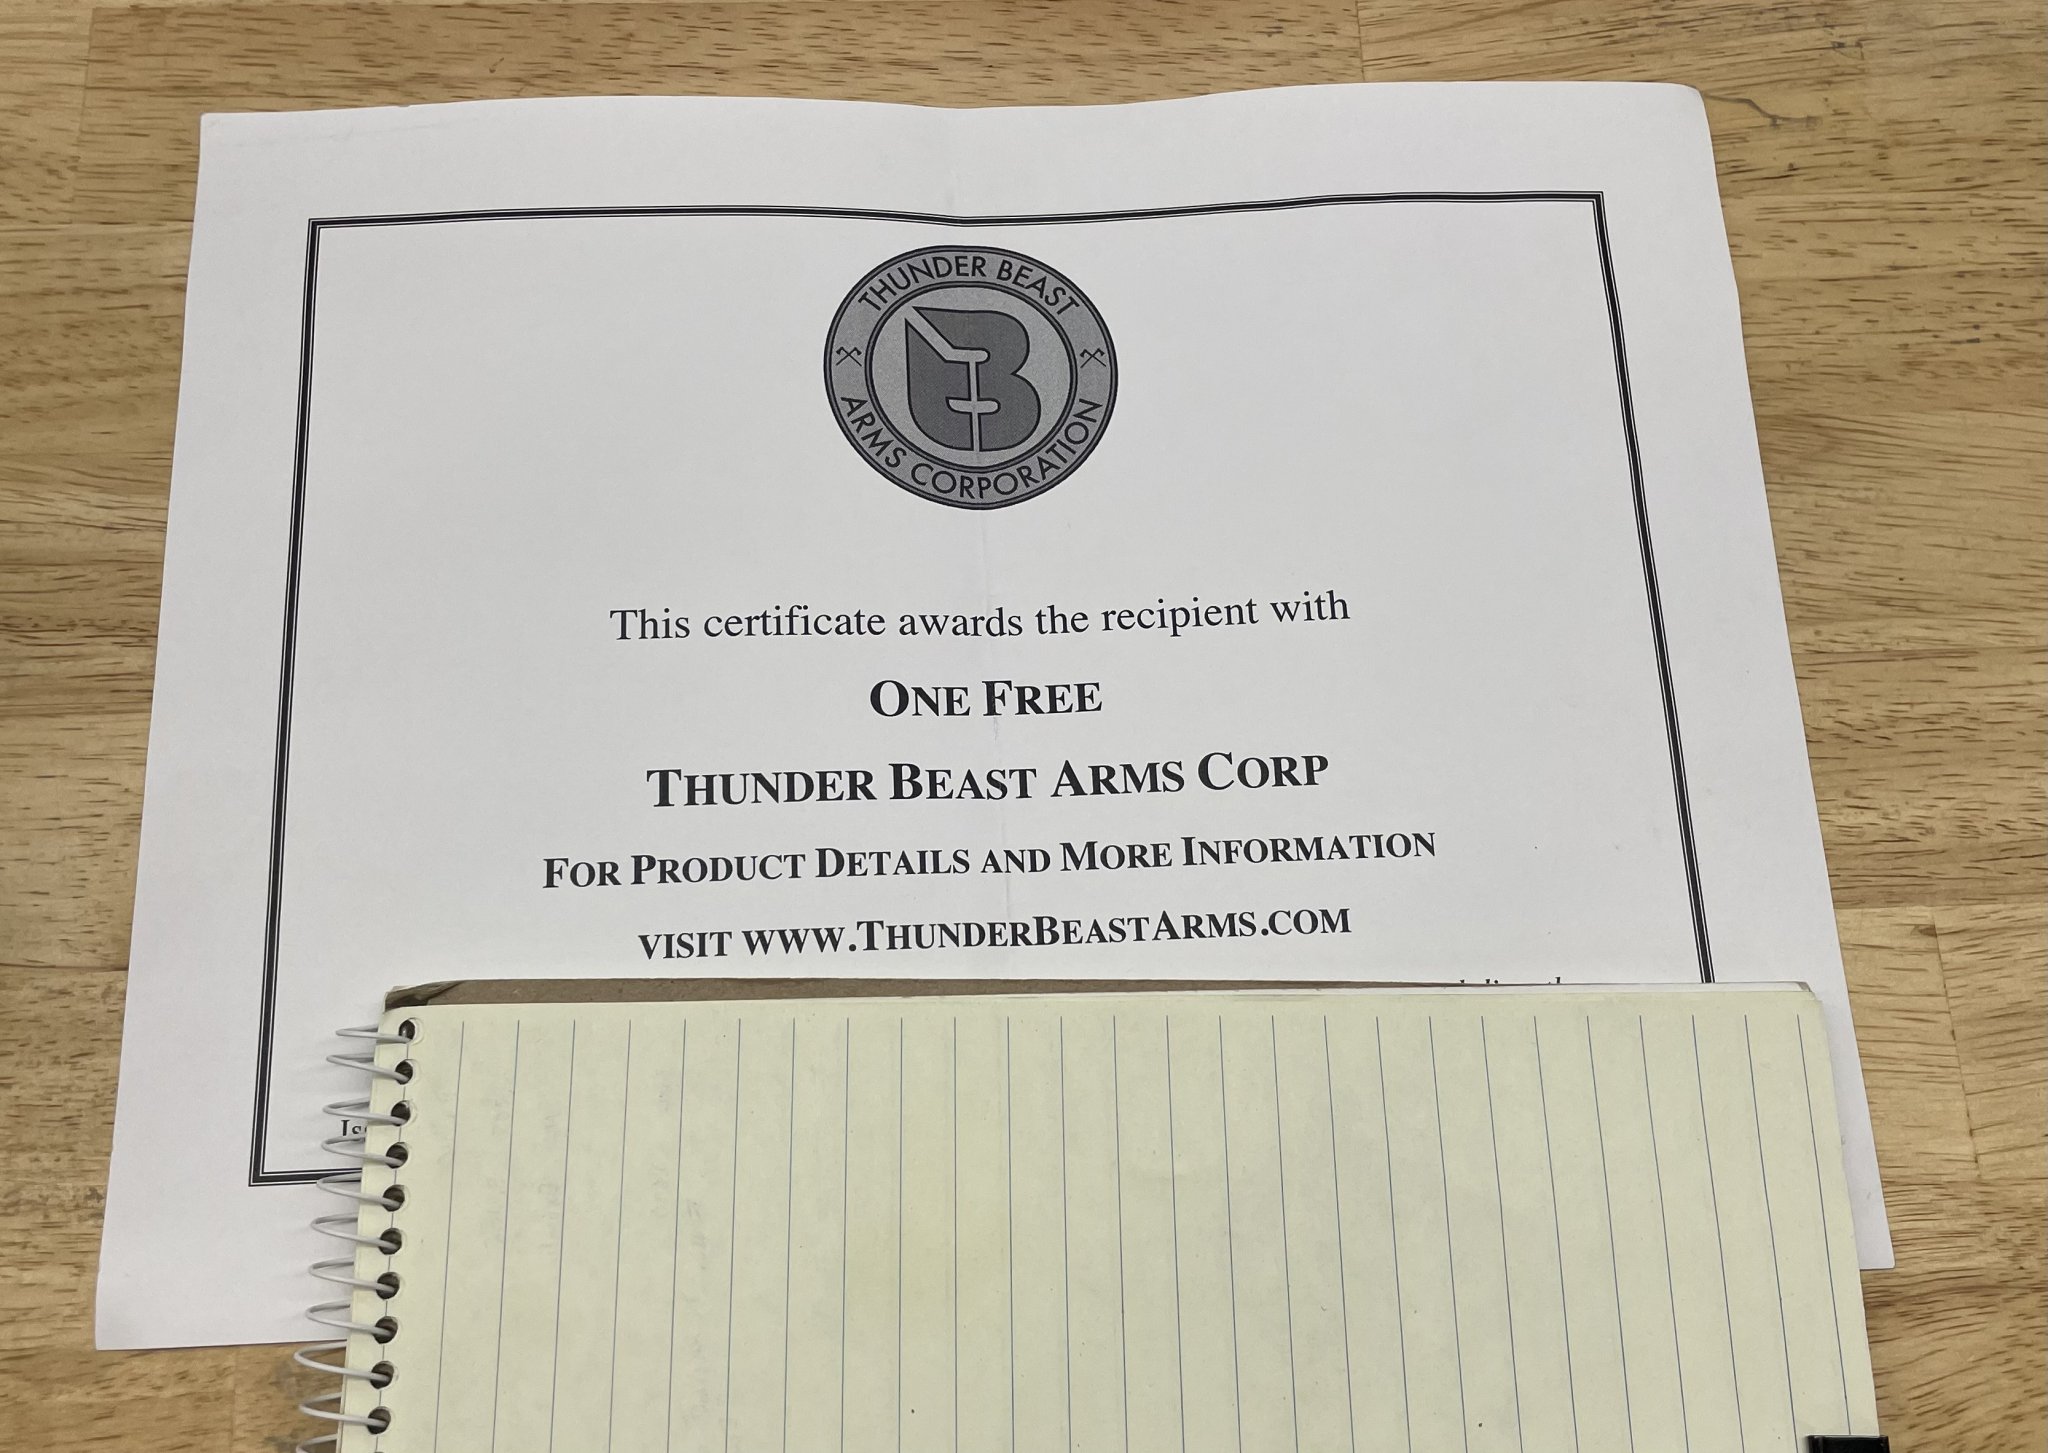 THUNDER BEAST
ARMS CORPORATION
This certificate awards the recipient with
ONE FREE
THUNDER BEAST ARMS CORP
FOR PRODUCT DETAILS AND MORE INFORMATION
VISIT WWW.THUNDERBEASTARMS.COM